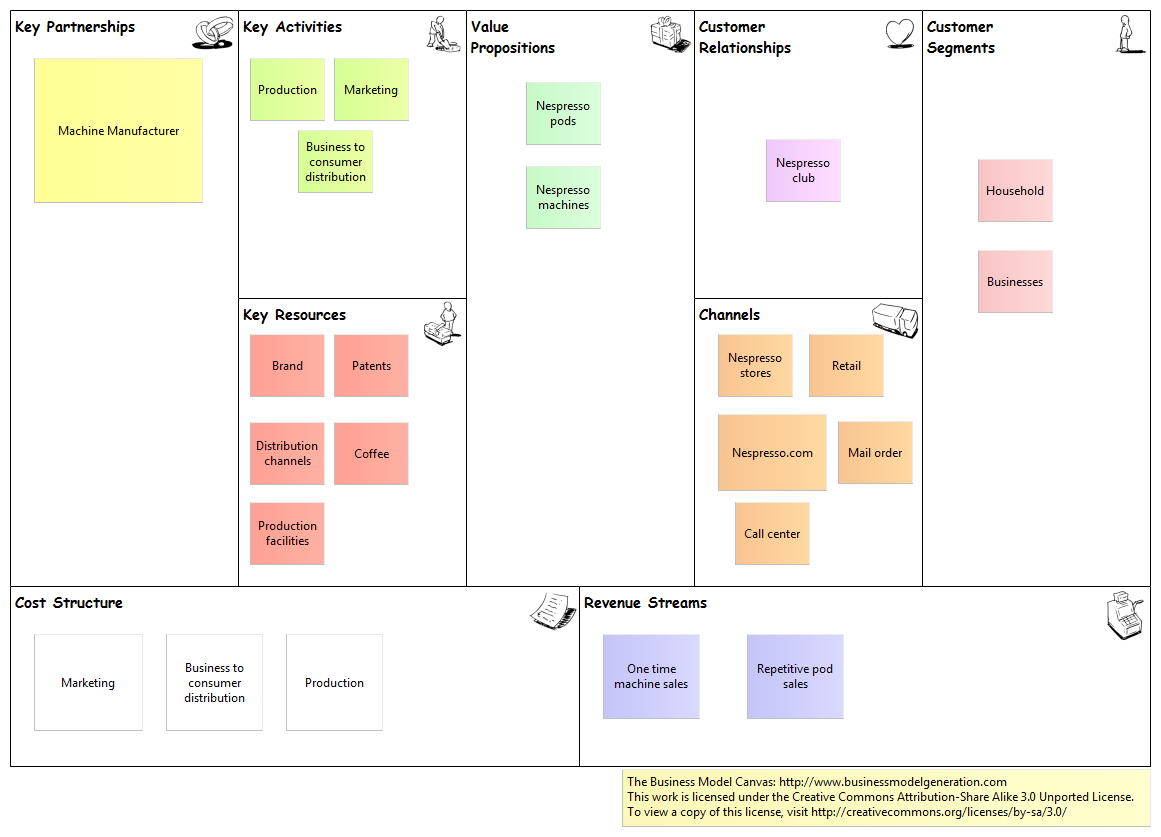 Key Partnerships
Machine Manufacturer
Key Activities
Production
Marketing
Business to
consumer
distribution
Key Resources
Brand
Patents
Distribution
channels
Coffee
Production
facilities
Value
Propositions
Nespresso
pods
Nespresso
machines
Customer
Relationships
Nespresso
club
Channels
Nespresso
stores
Retail
Nespresso.com
Mail order
Call center
Customer
Segments
Household
Businesses
Cost Structure
Marketing
Business to
consumer
distribution
Production
Revenue Streams
One time
machine sales
Repetitive pod
sales
The Business Model Canvas: http://www.businessmodelgeneration.com
This work is licensed under the Creative Commons Attribution-Share Alike 3.0 Unported License.
To view a copy of this license, visit http://creativecommons.org/licenses/by-sa/3.0/